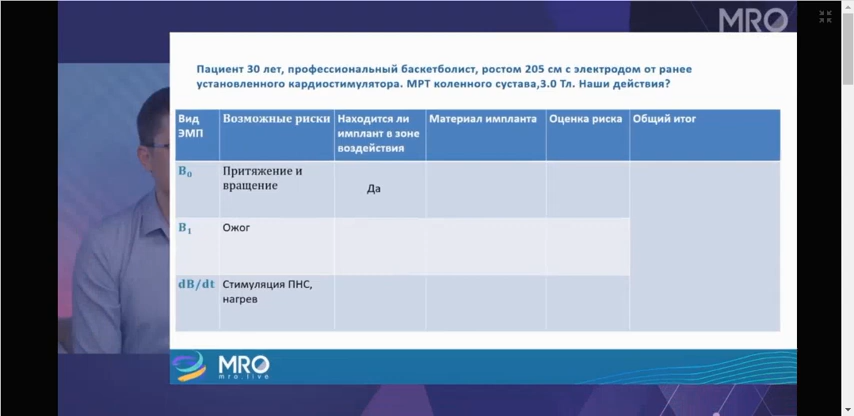 MRO
Пациент 30 лет, профессиональный баскетболист, ростом 205 см с электродом от ранее
установленного кардиостимулятора. МРТ коленного сустава,3.0 Тл. Наши действия?
Вид
ЭМП
Возможные риски
Находится ли
имплант в зоне
воздействия
Материал импланта
Оценка риска
Общий итог
B₀
Притяжение и
вращение
Да
B₁
Ожог
dB/dt
Стимуляция ПНС,
нагрев
MRO
mro.live